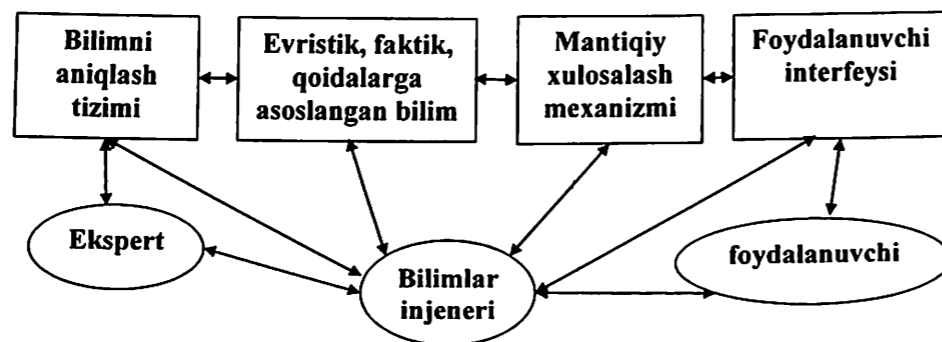 Bilimni
aniqlash
tizimi
Evristik, faktik,
qoidalarga
asoslangan bilim
Mantiqiy
xulosalash
mexanizmi
Foydalanuvchi
interfeysi
Ekspert
Bilimlar
injeneri
foydalanuvchi